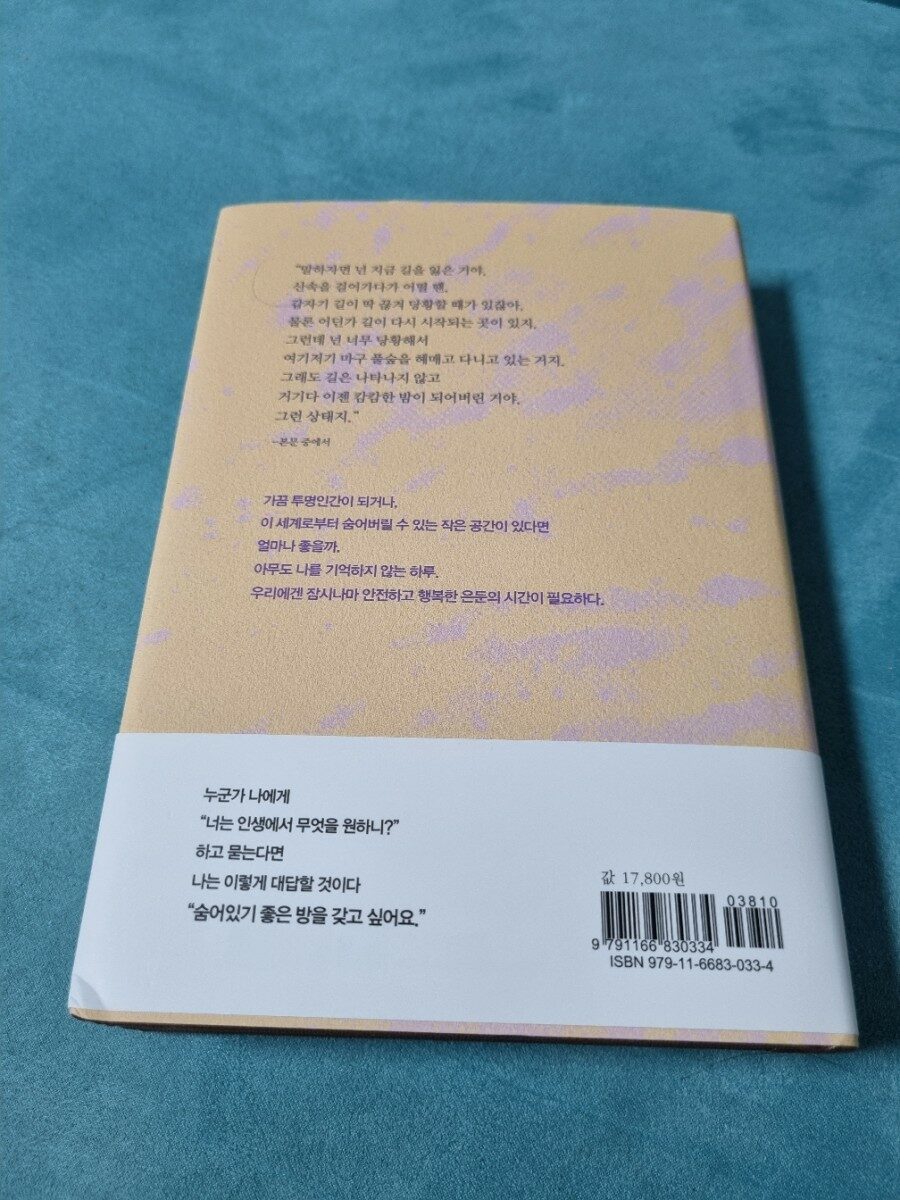 “말하자면 넌 지금 길을 잃은 거야.
산속을 걸어가다가 어떨 땐,
갑자기 길이 딱 끊겨 당황할 때가 있잖아.
물론 어딘가 길이 다시 시작되는 곳이 있지.
그런데 넌 너무 당황해서
여기저기 마구 풀숲을 헤매고 다니고 있는 거지.
그래도 길은 나타나지 않고
거기다 이젠 캄캄한 밤이 되어버린 거야.
그런 상태지.”
-본문 중에서
가끔 투명인간이 되거나,
이 세계로부터 숨어버릴 수 있는 작은 공간이 있다면
얼마나 좋을까.
아무도 나를 기억하지 않는 하루.
우리에겐 잠시나마 안전하고 행복한 은둔의 시간이 필요하다.
누군가 나에게
“너는 인생에서 무엇을 원하니?”
하고 묻는다면
나는 이렇게 대답할 것이다
“숨어있기 좋은 방을 갖고 싶어요.”
값 17,800원
03810
9 791166 830334
ISBN 979-11-6683-033-4